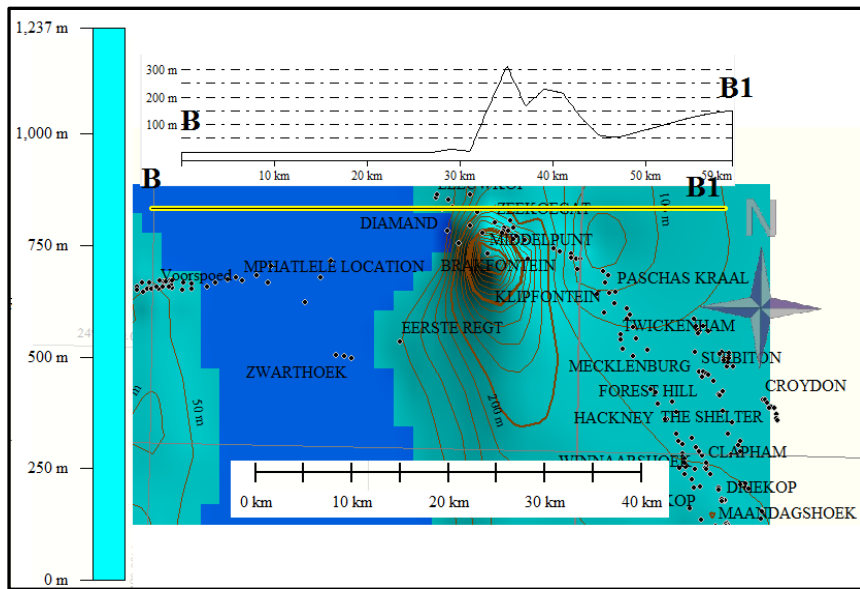 1,237 m
300 m
200 m
100 m
B
B1
10 km
20 km
30 km
40 km
50 km
59 km
1,000 m
B
B1
ZEEKOEGAT
DIAMAND
N
750 m
MIDDELPUNT
MPHATLELE LOCATION
BRAKFONTEIN
Voorspoed
PASCHAS KRAAL
KLIPFONTEIN
EERSTE REGT
TWICKENHAM
500 m
ZWARTHOEK
MECKLENBURG
SURBITON
FOREST HILL
CROYDON
50 m
200 m
HACKNEY
THE SHELTER
CLAPHAM
250 m
DRIEKOP
0 km
10 km
20 km
30 km
40 km
KOP
MAANDAGSHOEK
0 m